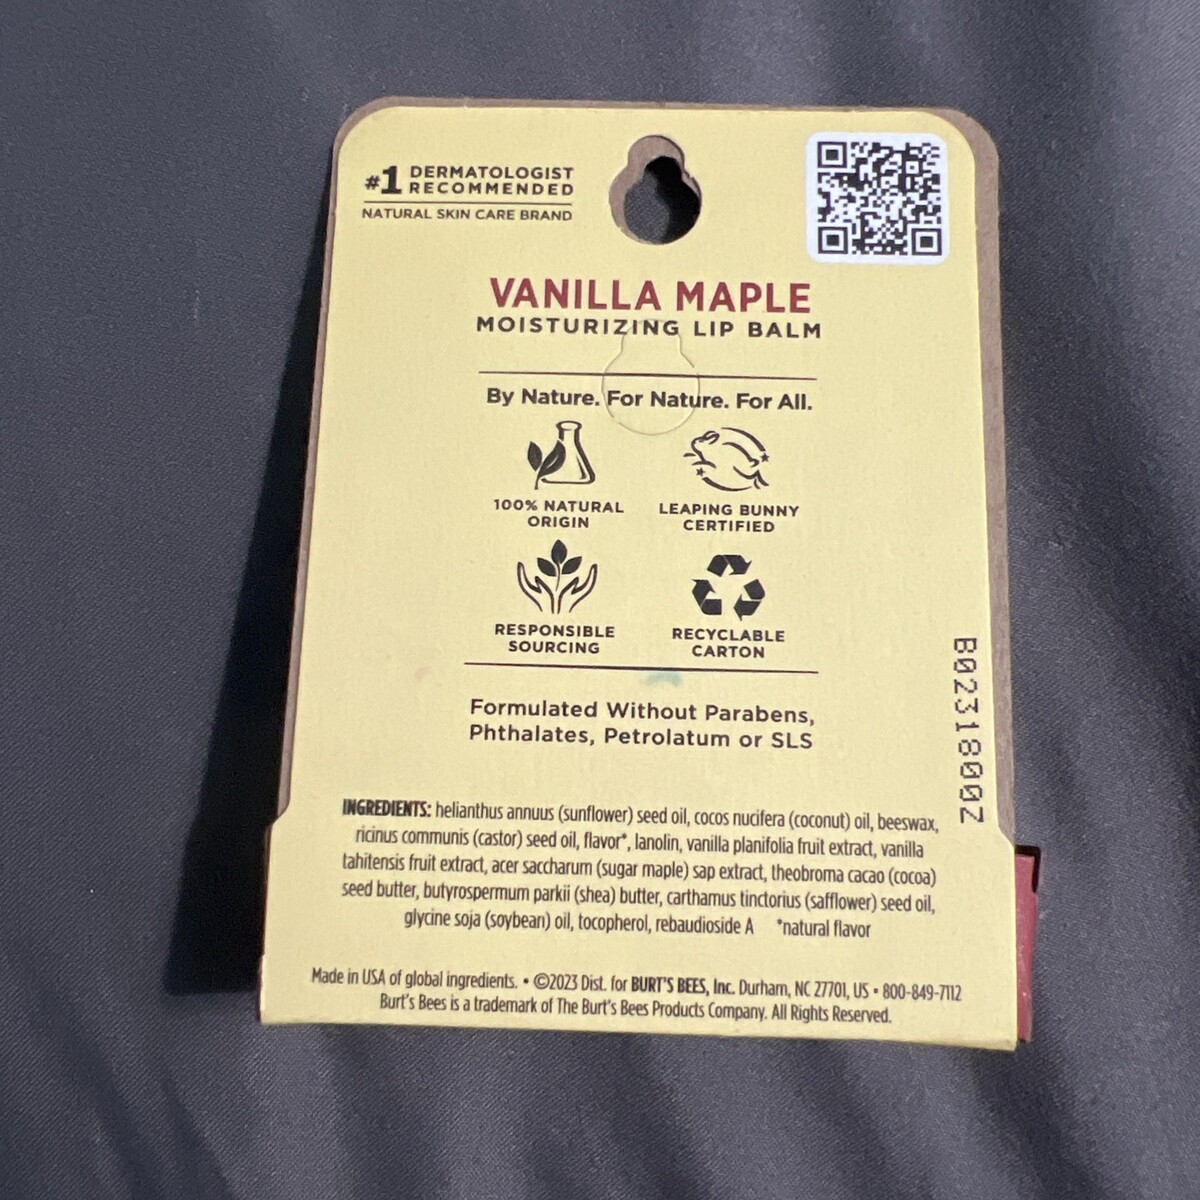 #1 DERMATOLOGIST
RECOMMENDED
NATURAL SKIN CARE BRAND
VANILLA MAPLE
MOISTURIZING LIP BALM
By Nature. For Nature. For All.
100% NATURAL
ORIGIN
LEAPING BUNNY
CERTIFIED
RESPONSIBLE
SOURCING
RECYCLABLE
CARTON
Formulated Without Parabens,
Phthalates, Petrolatum or SLS
B0231800Z
INGREDIENTS: helianthus annuus (sunflower) seed oil, cocos nucifera (coconut) oil, beeswax,
ricinus communis (castor) seed oil, flavor*, lanolin, vanilla planifolia fruit extract, vanilla
tahitensis fruit extract, acer saccharum (sugar maple) sap extract, theobroma cacao (cocoa)
seed butter, butyrospermum parkii (shea) butter, carthamus tinctorius (safflower) seed oil,
glycine soja (soybean) oil, tocopherol, rebaudioside A *natural flavor
Made in USA of global ingredients. • ©2023 Dist. for BURT'S BEES, Inc. Durham, NC 27701, US • 800-849-7112
Burt's Bees is a trademark of The Burt's Bees Products Company. All Rights Reserved.